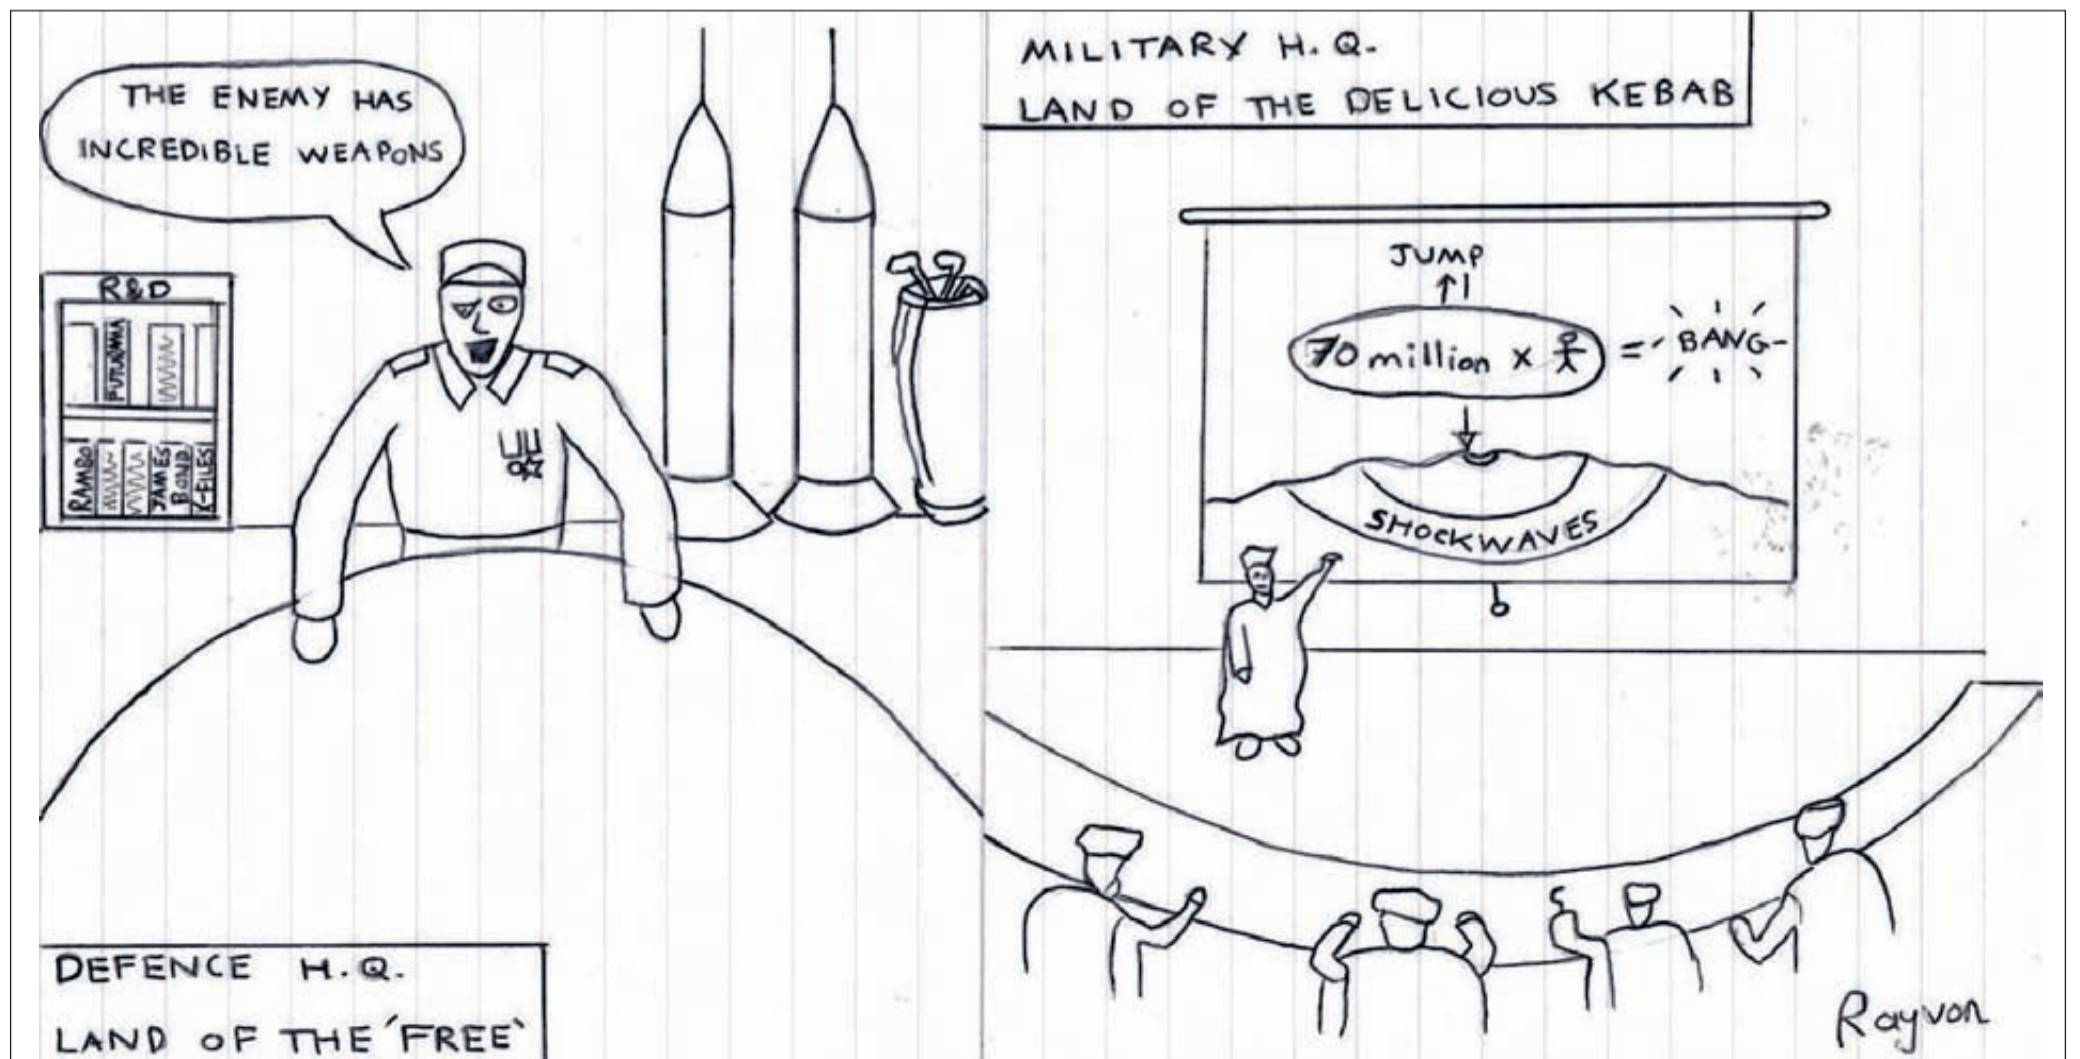 THE ENEMY HAS
INCREDIBLE WEAPONS
R&D
FUTURAMA
RAMBO
JAMES
BOND
X-FILES
DEFENCE H.Q.
LAND OF THE 'FREE'
MILITARY H.Q.
LAND OF THE DELICIOUS KEBAB
JUMP
70 million x
= BANG
SHOCKWAVES
Rayvon